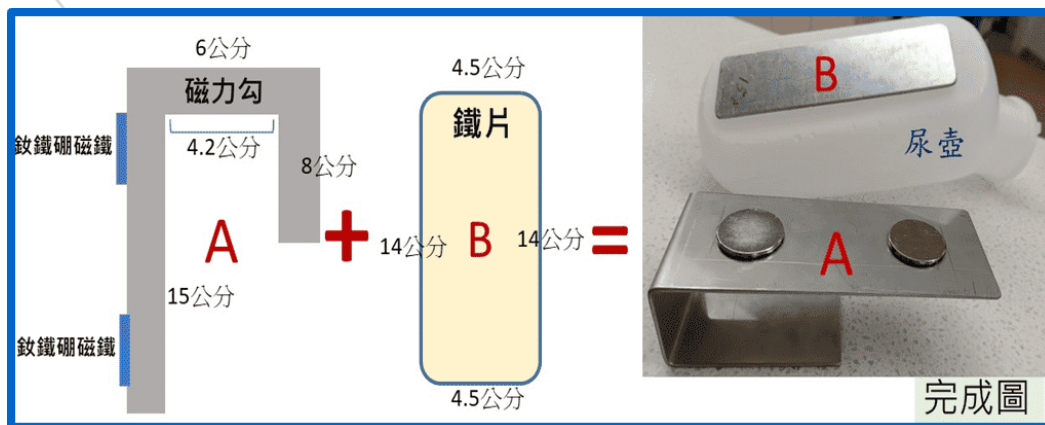 6公分
磁力勾
釹鐵硼磁鐵
4.2公分
8公分
A
15公分
釹鐵硼磁鐵
+
4.5公分
鐵片
14公分
B
14公分
4.5公分
=
B
尿壺
A
完成圖